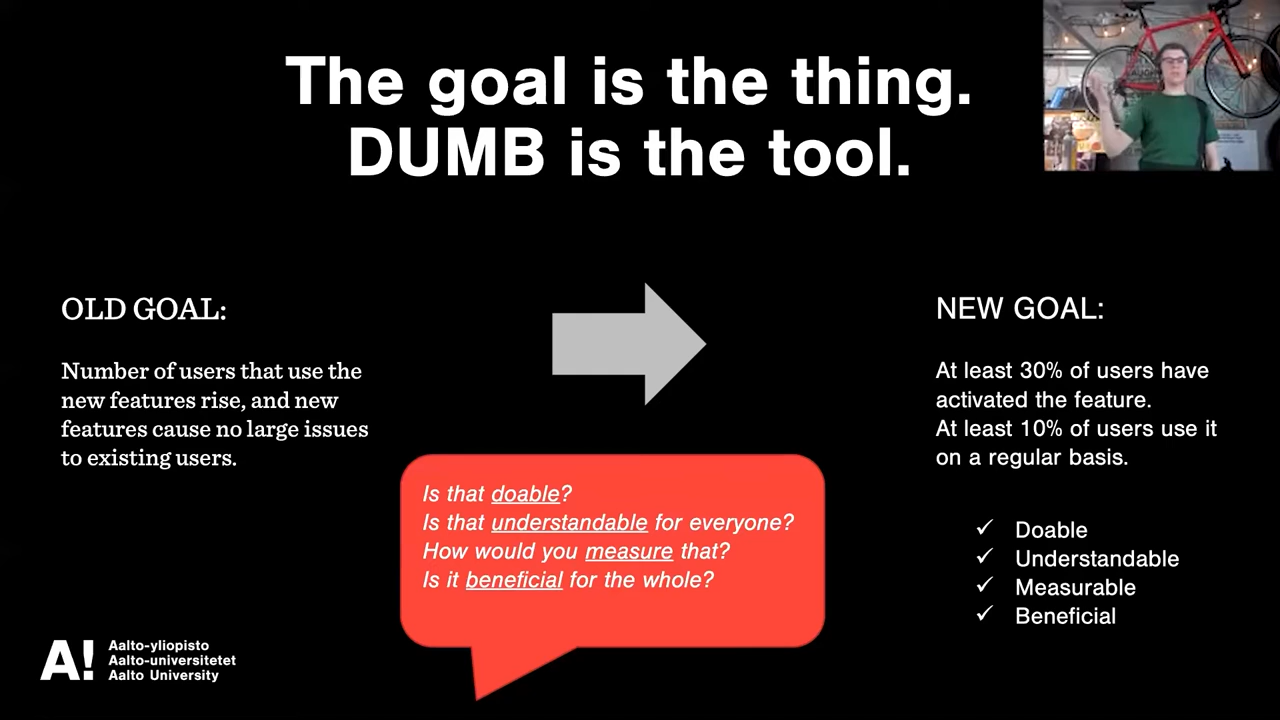 The goal is the thing.
DUMB is the tool.
OLD GOAL:
Number of users that use the
new features rise, and new
features cause no large issues
to existing users.
Is that doable?
Is that understandable for everyone?
How would you measure that?
Is it beneficial for the whole?
NEW GOAL:
At least 30% of users have
activated the feature.
At least 10% of users use it
on a regular basis.
✓ Doable
✓ Understandable
✓ Measurable
✓ Beneficial
A!
Aalto-yliopisto
Aalto-universitetet
Aalto University